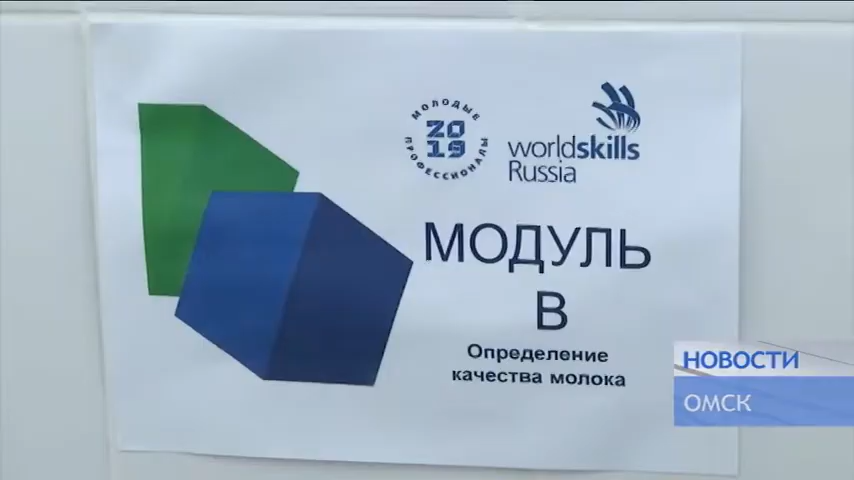 МОЛОДЫЕ
2019
ПРОФЕССИОНАЛЫ
worldskills
Russia
МОДУЛЬ
В
Определение
качества молока
НОВОСТИ
ОМСК